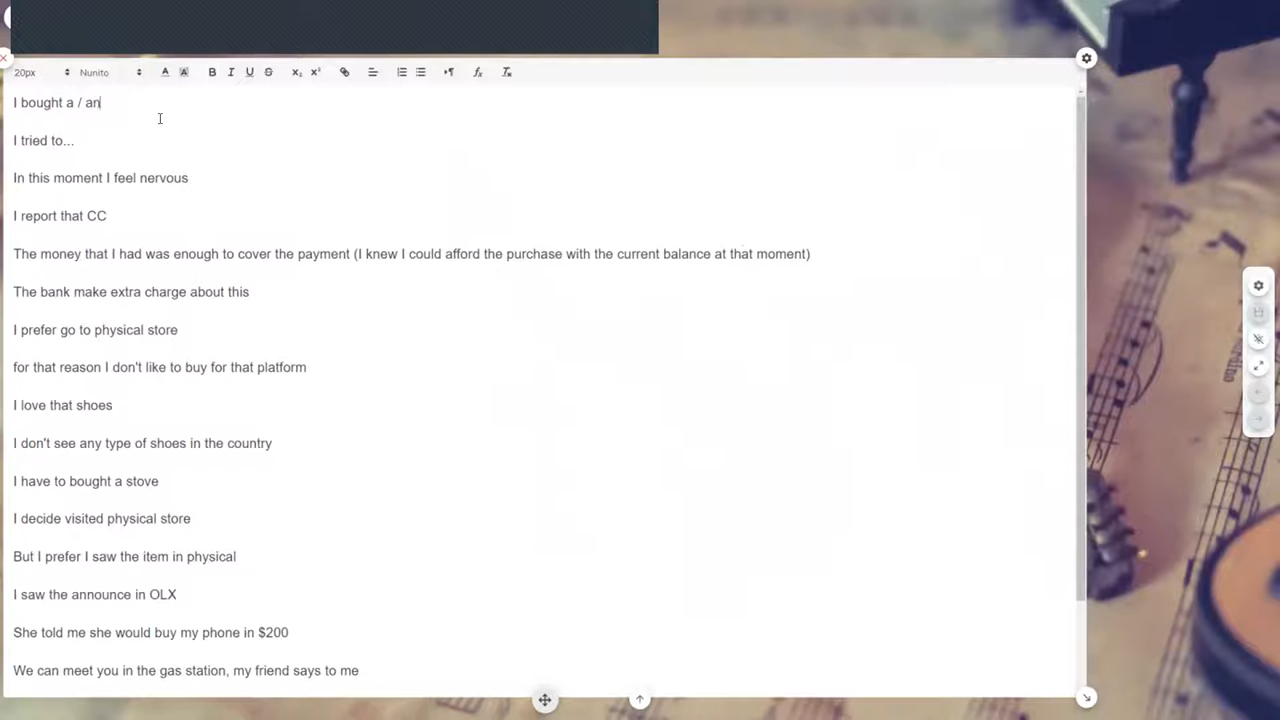 20px Nunito
I bought a / an
I tried to...
In this moment I feel nervous
I report that CC
The money that I had was enough to cover the payment (I knew I could afford the purchase with the current balance at that moment)
The bank make extra charge about this
I prefer go to physical store
for that reason I don't like to buy for that platform
I love that shoes
I don't see any type of shoes in the country
I have to bought a stove
I decide visited physical store
But I prefer I saw the item in physical
I saw the announce in OLX
She told me she would buy my phone in $200
We can meet you in the gas station, my friend says to me